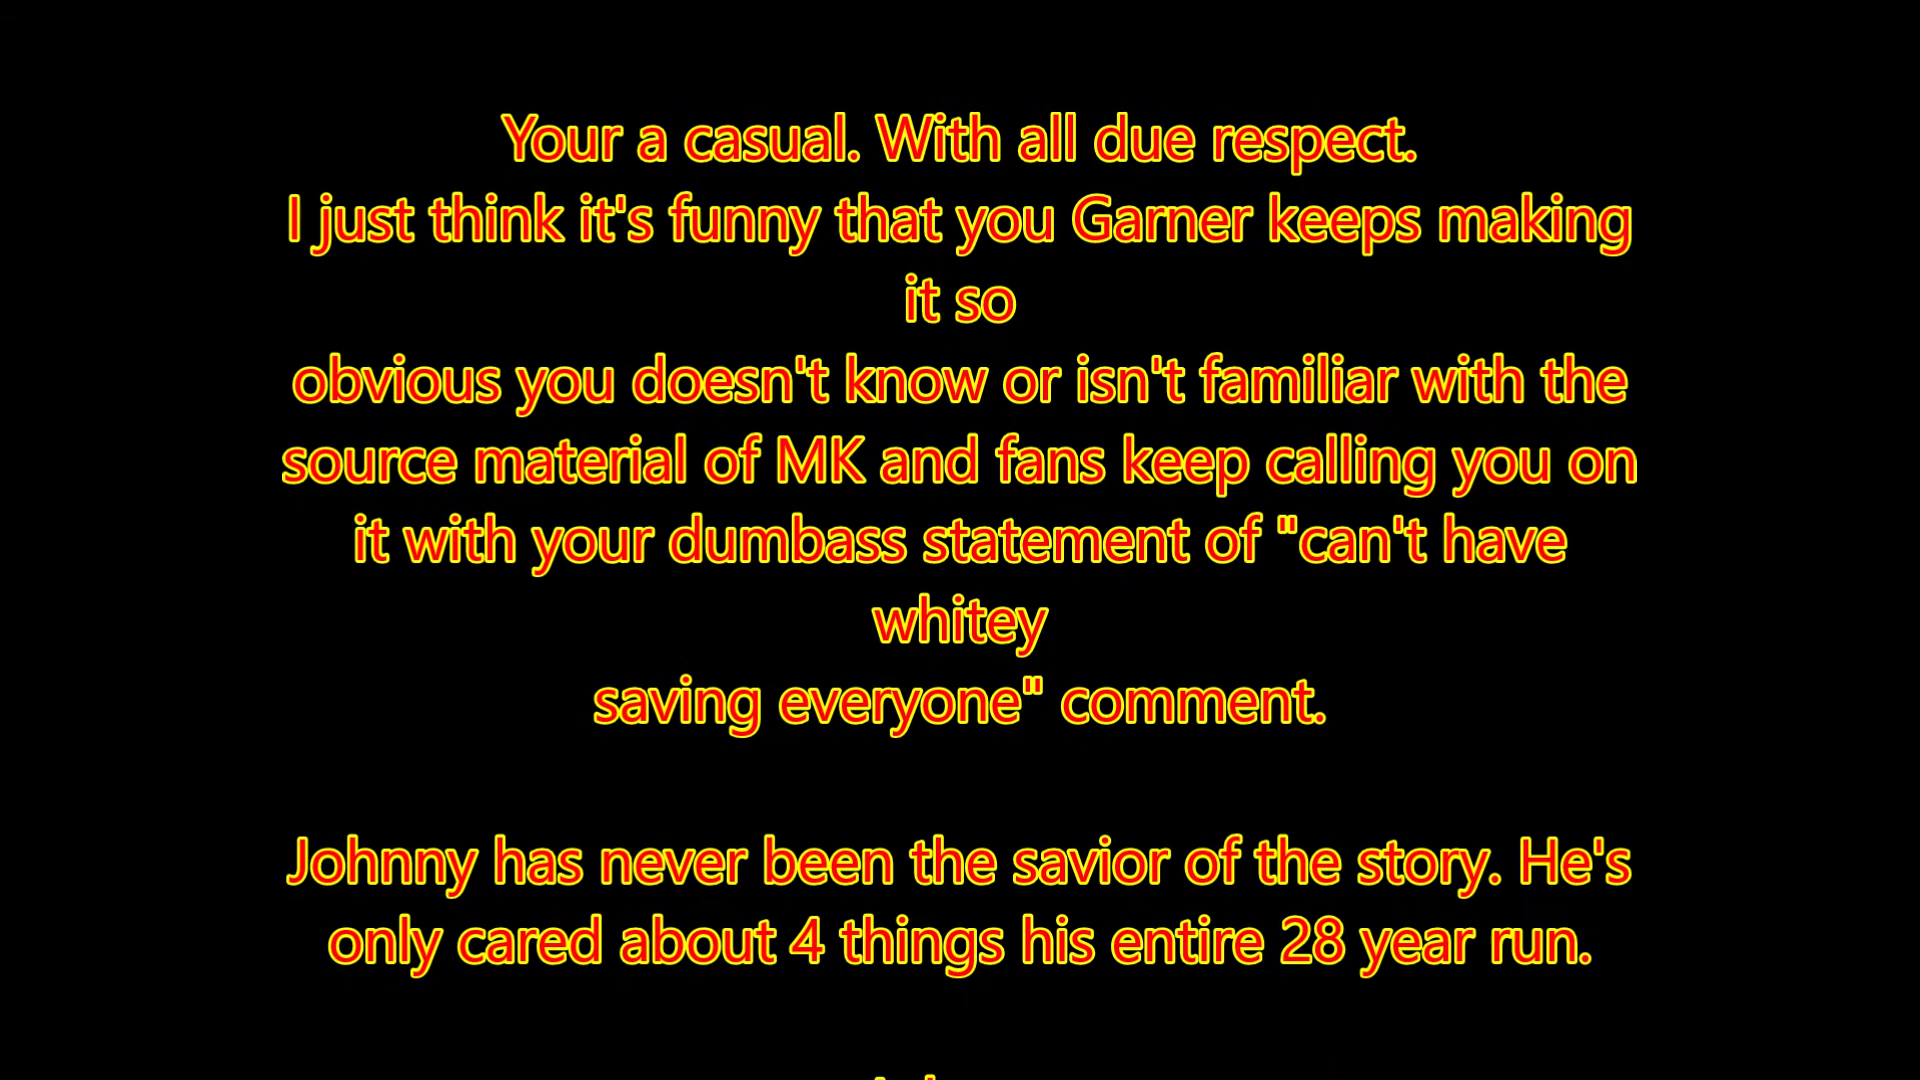 Your a casual. With all due respect.
I just think it's funny that you Garner keeps making
it so
obvious you doesn't know or isn't familiar with the
source material of MK and fans keep calling you on
it with your dumbass statement of "can't have
whitey
saving everyone" comment.
Johnny has never been the savior of the story. He's
only cared about 4 things his entire 28 year run.